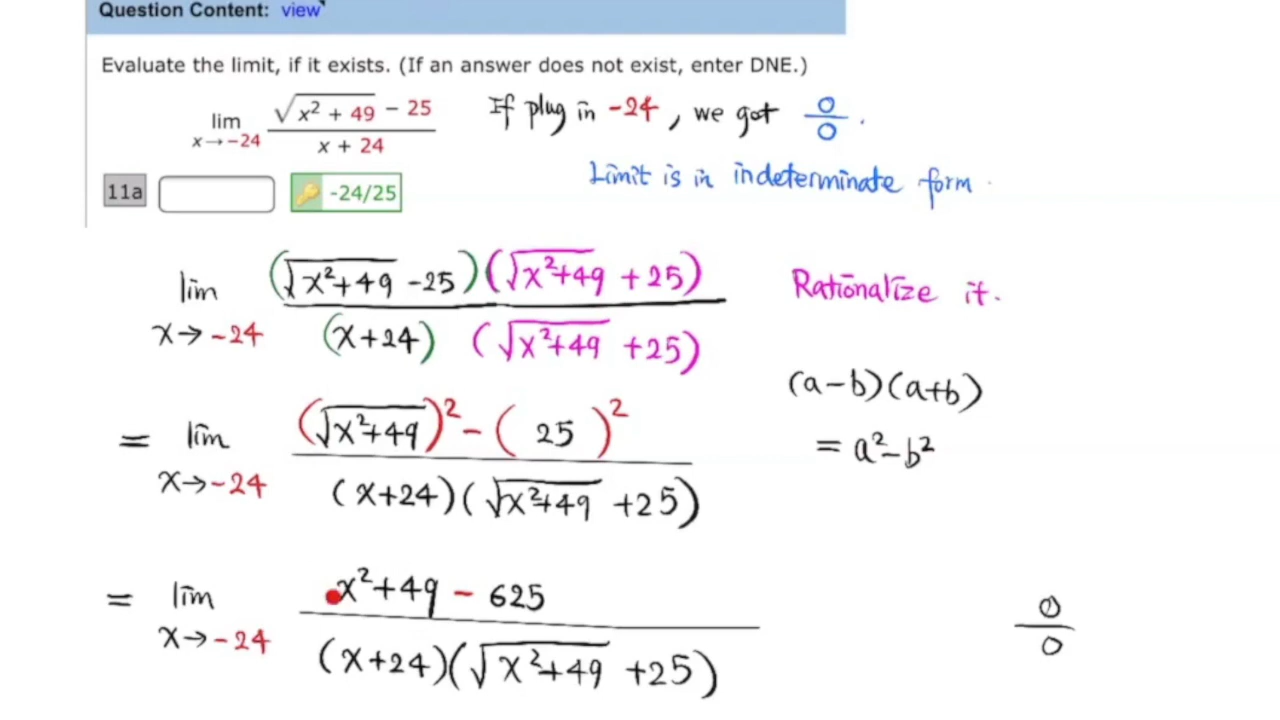 Question Content: view
Evaluate the limit, if it exists. (If an answer does not exist, enter DNE.)
lim x→−24 (√(x² + 49) − 25)/(x + 24) If plug in -24, we got 0/0.
Limit is in indeterminate form.
11a -24/25
lim x→-24 (√(x²+49) -25)(√(x²+49) +25)/((x+24)(√(x²+49) +25)) Rationalize it.
(a-b)(a+b)
= lim x→-24 ((√(x²+49))² - (25)²)/((x+24)(√(x²+49) +25)) = a²-b²
= lim x→-24 (x²+49 - 625)/((x+24)(√(x²+49) +25)) 0/0